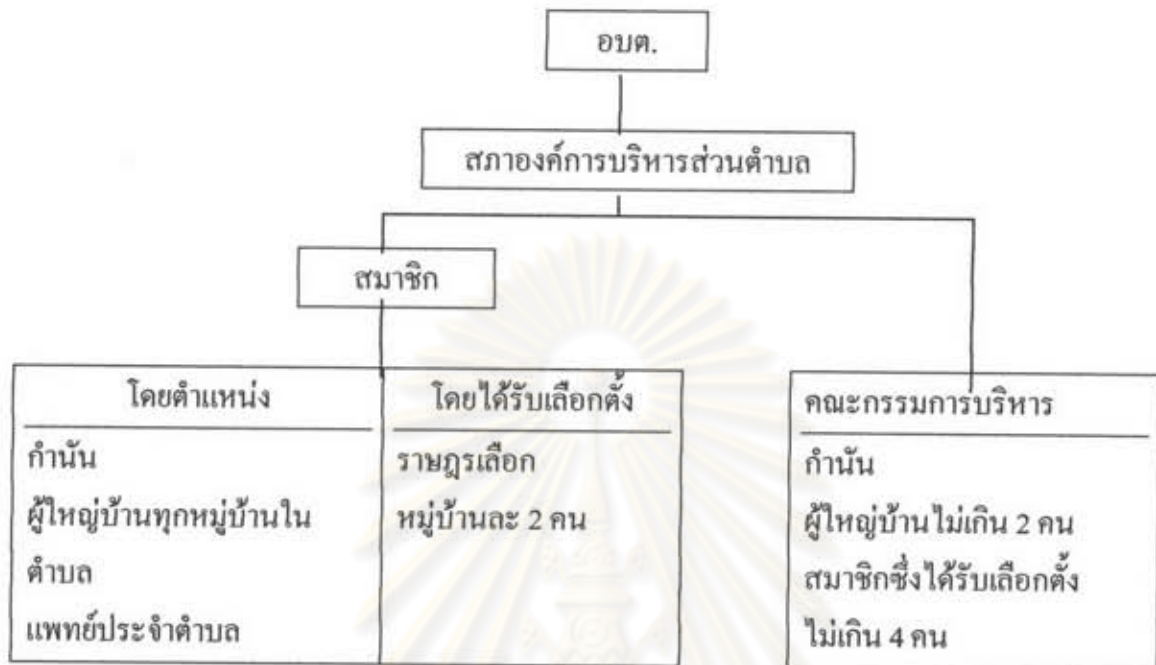 อบต.
สภาองค์การบริหารส่วนตำบล
สมาชิก
โดยตำแหน่ง
กำนัน
ผู้ใหญ่บ้านทุกหมู่บ้านใน
ตำบล
แพทย์ประจำตำบล
โดยได้รับเลือกตั้ง
ราษฎรเลือก
หมู่บ้านละ 2 คน
คณะกรรมการบริหาร
กำนัน
ผู้ใหญ่บ้านไม่เกิน 2 คน
สมาชิกซึ่งได้รับเลือกตั้ง
ไม่เกิน 4 คน